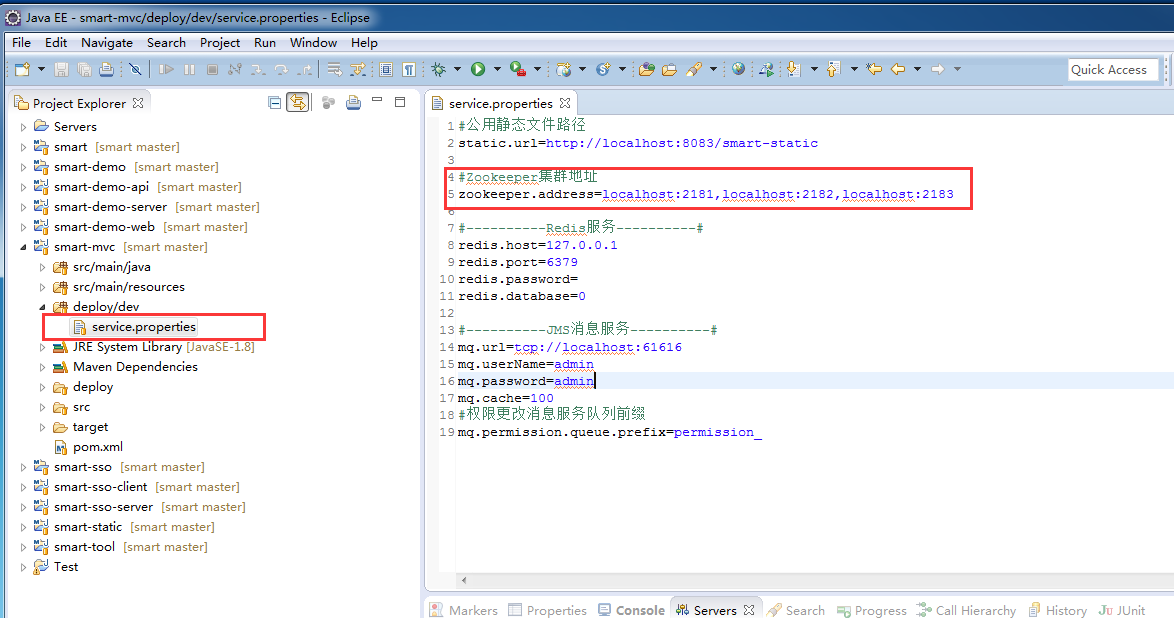 Java EE - smart-mvc/deploy/dev/service.properties - Eclipse
File Edit Navigate Search Project Run Window Help
Quick Access
Project Explorer
Servers
smart [smart master]
smart-demo [smart master]
smart-demo-api [smart master]
smart-demo-server [smart master]
smart-demo-web [smart master]
smart-mvc [smart master]
src/main/java
src/main/resources
deploy/dev
service.properties
JRE System Library [JavaSE-1.8]
Maven Dependencies
deploy
src
target
pom.xml
smart-sso [smart master]
smart-sso-client [smart master]
smart-sso-server [smart master]
smart-static [smart master]
smart-tool [smart master]
Test
service.properties
1 #公用静态文件路径
2 static.url=http://localhost:8083/smart-static
3
4 #Zookeeper集群地址
5 zookeeper.address=localhost:2181,localhost:2182,localhost:2183
6
7 #----------Redis服务----------#
8 redis.host=127.0.0.1
9 redis.port=6379
10 redis.password=
11 redis.database=0
12
13 #----------JMS消息服务----------#
14 mq.url=tcp://localhost:61616
15 mq.userName=admin
16 mq.password=admin
17 mq.cache=100
18 #权限更改消息服务队列前缀
19 mq.permission.queue.prefix=permission_
Markers Properties Console Servers Search Progress Call Hierarchy History Ju JUnit